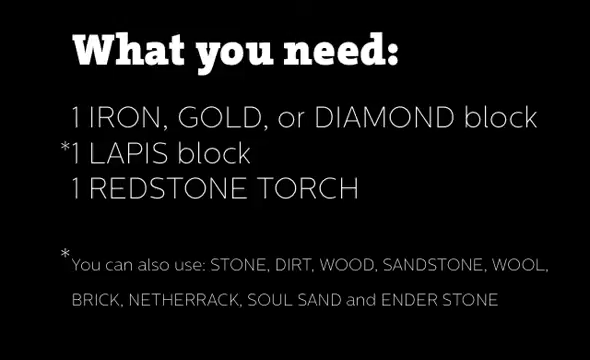 What you need:
1 IRON, GOLD, or DIAMOND block
*1 LAPIS block
1 REDSTONE TORCH
*You can also use: STONE, DIRT, WOOD, SANDSTONE, WOOL,
BRICK, NETHERRACK, SOUL SAND and ENDER STONE